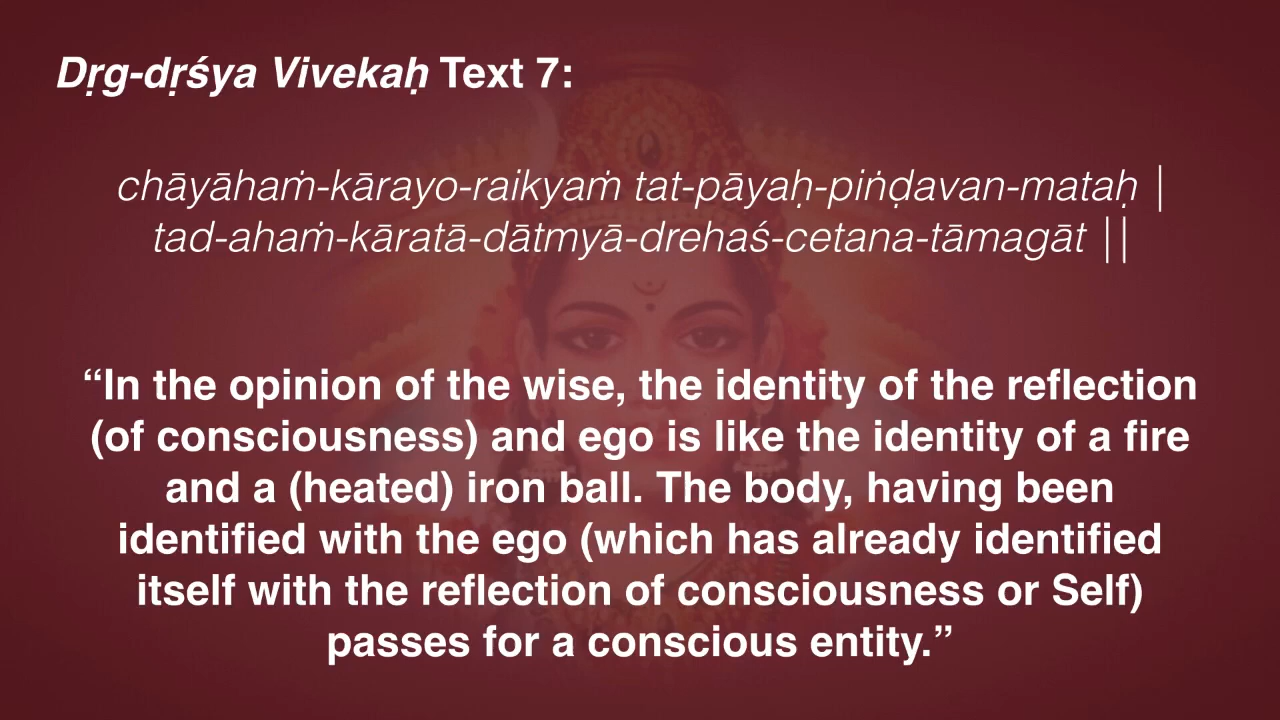 Dṛg-dṛśya Vivekaḥ Text 7:
chāyāhaṁ-kārayo-raikyaṁ tat-pāyaḥ-piṅḍavan-mataḥ |
tad-ahaṁ-kāratā-dātmyā-drehaś-cetana-tāmagāt ||
“In the opinion of the wise, the identity of the reflection
(of consciousness) and ego is like the identity of a fire
and a (heated) iron ball. The body, having been
identified with the ego (which has already identified
itself with the reflection of consciousness or Self)
passes for a conscious entity.”